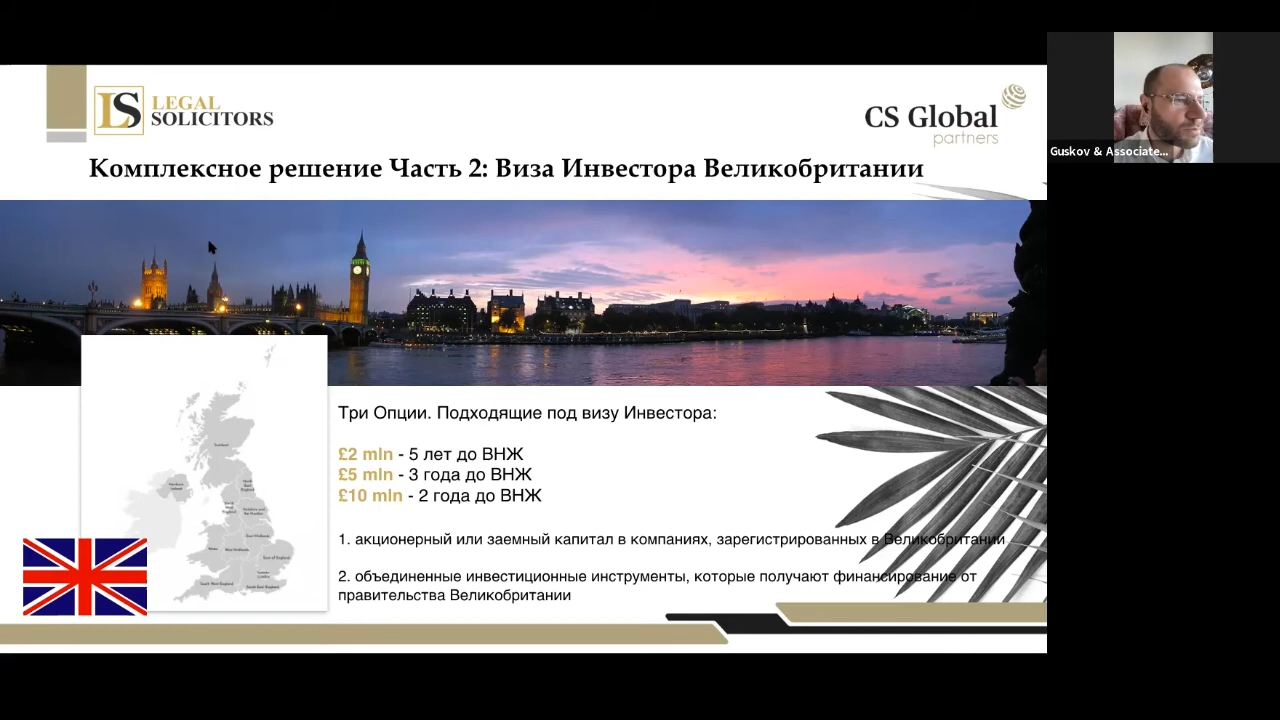 LS LEGAL
SOLICITORS
CS Global
partners
Guskov & Associate...
Комплексное решение Часть 2: Виза Инвестора Великобритании
Три Опции. Подходящие под визу Инвестора:
£2 mln - 5 лет до ВНЖ
£5 mln - 3 года до ВНЖ
£10 mln - 2 года до ВНЖ
1. акционерный или заемный капитал в компаниях, зарегистрированных в Великобритании
2. объединенные инвестиционные инструменты, которые получают финансирование от
правительства Великобритании
Scotland